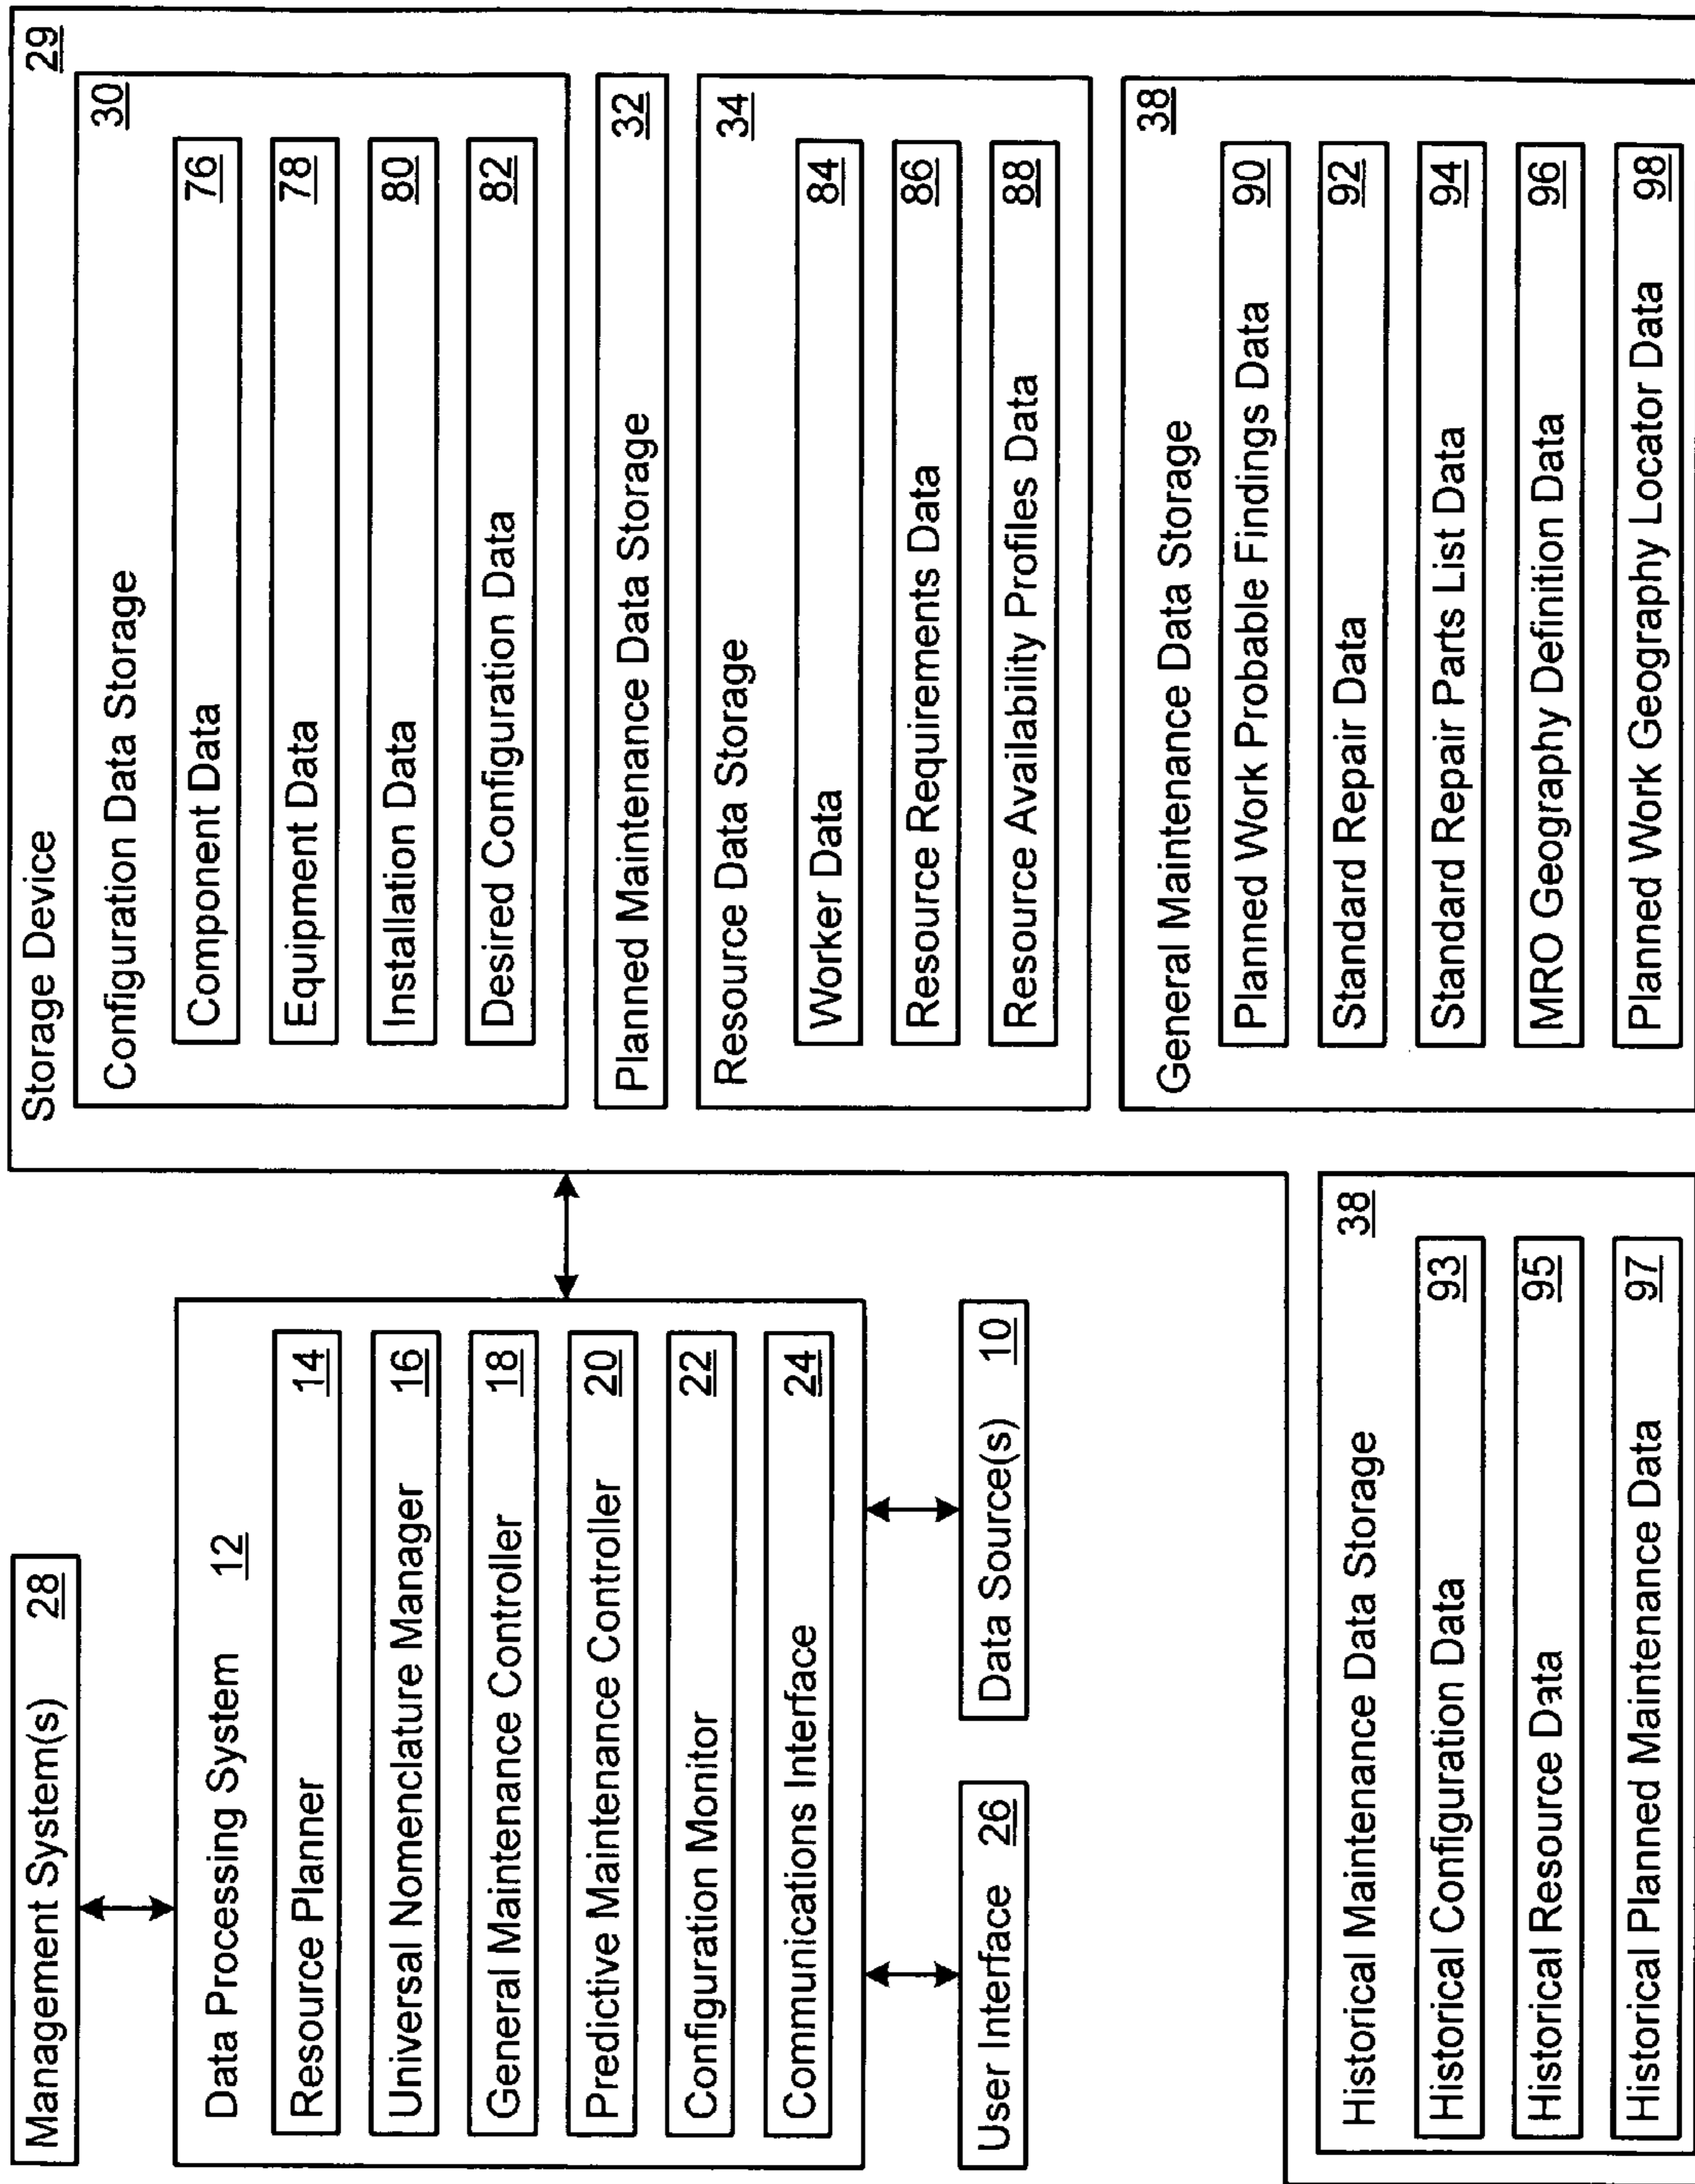 Management System(s) 28
Data Processing System 12
Resource Planner 14
Universal Nomenclature Manager 16
General Maintenance Controller 18
Predictive Maintenance Controller 20
Configuration Monitor 22
Communications Interface 24
User Interface 26
Data Source(s) 10
Storage Device 29
Configuration Data Storage 30
Component Data 76
Equipment Data 78
Installation Data 80
Desired Configuration Data 82
Planned Maintenance Data Storage 32
Resource Data Storage 34
Worker Data 84
Resource Requirements Data 86
Resource Availability Profiles Data 88
General Maintenance Data Storage 38
Planned Work Probable Findings Data 90
Standard Repair Data 92
Standard Repair Parts List Data 94
MRO Geography Definition Data 96
Planned Work Geography Locator Data 98
Historical Maintenance Data Storage 38
Historical Configuration Data 93
Historical Resource Data 95
Historical Planned Maintenance Data 97